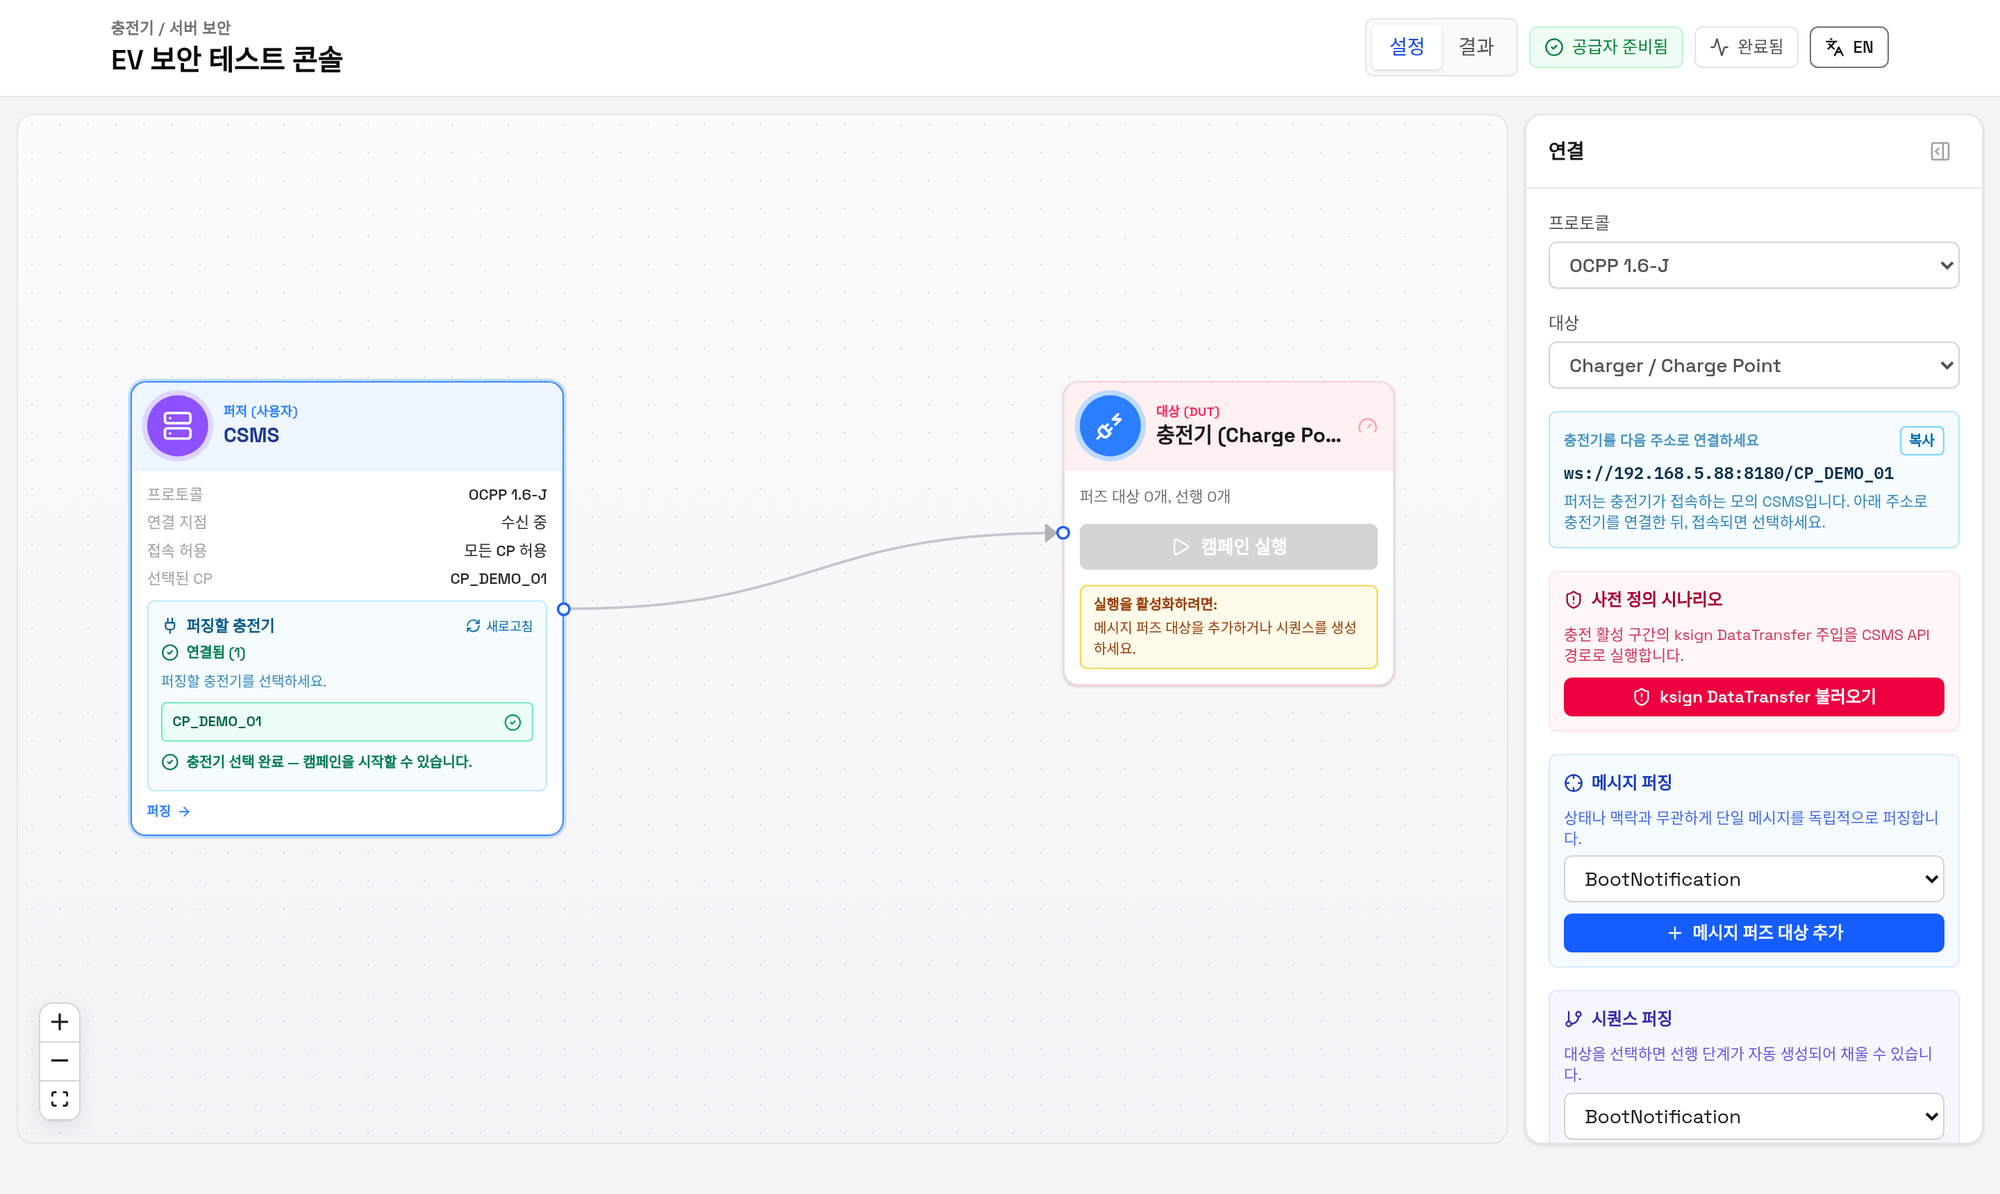 충전기 / 서버 보안
EV 보안 테스트 콘솔
설정
결과
공급자 준비됨
완료됨
EN
퍼저 (사용자)
CSMS
프로토콜
OCPP 1.6-J
연결 지점
수신 중
접속 허용
모든 CP 허용
선택된 CP
CP_DEMO_01
퍼징할 충전기
새로고침
연결됨 (1)
퍼징할 충전기를 선택하세요.
CP_DEMO_01
충전기 선택 완료 — 캠페인을 시작할 수 있습니다.
퍼징
대상 (DUT)
충전기 (Charge Po...
퍼즈 대상 0개, 선행 0개
캠페인 실행
실행을 활성화하려면:
메시지 퍼즈 대상을 추가하거나 시퀀스를 생성
하세요.
연결
프로토콜
OCPP 1.6-J
대상
Charger / Charge Point
충전기를 다음 주소로 연결하세요
복사
ws://192.168.5.88:8180/CP_DEMO_01
퍼저는 충전기가 접속하는 모의 CSMS입니다. 아래 주소로
충전기를 연결한 뒤, 접속되면 선택하세요.
사전 정의 시나리오
충전 활성 구간의 ksign DataTransfer 주입을 CSMS API
경로로 실행합니다.
ksign DataTransfer 불러오기
메시지 퍼징
상태나 맥락과 무관하게 단일 메시지를 독립적으로 퍼징합니
다.
BootNotification
메시지 퍼즈 대상 추가
시퀀스 퍼징
대상을 선택하면 선행 단계가 자동 생성되어 채울 수 있습니
다.
BootNotification